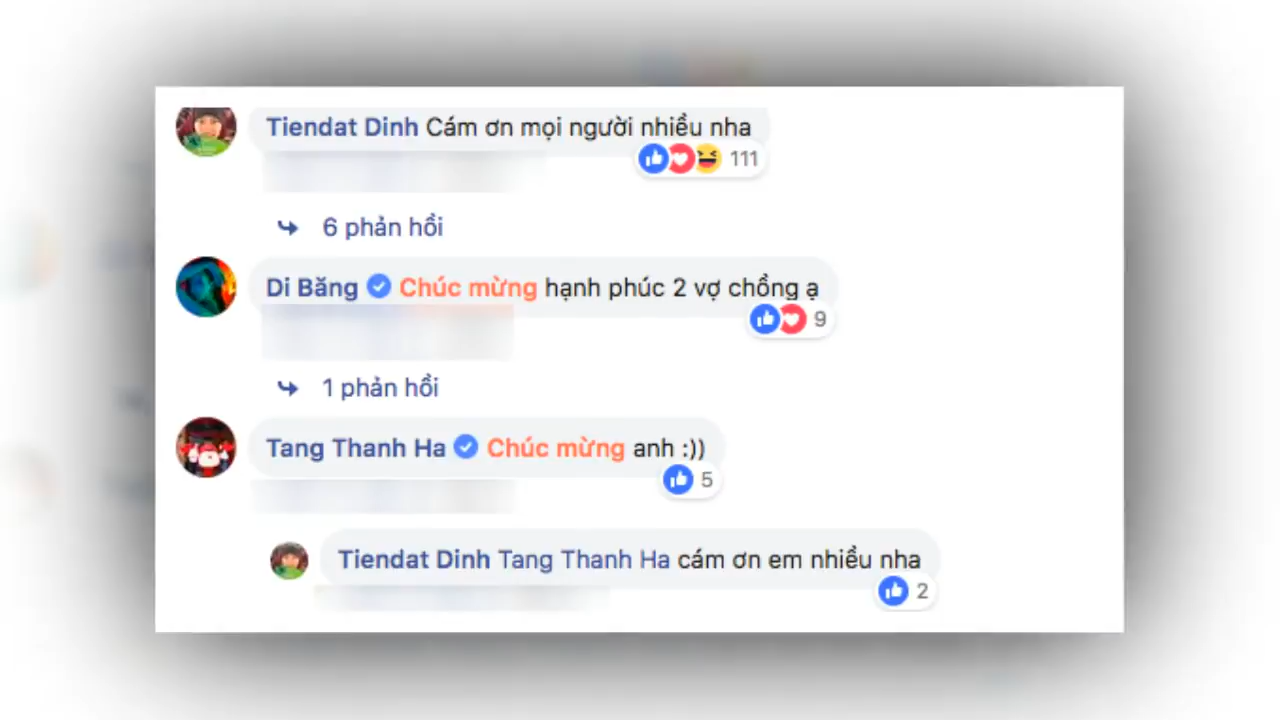 Tiendat Dinh Cám ơn mọi người nhiều nha
111
6 phản hồi
Di Băng Chúc mừng hạnh phúc 2 vợ chồng ạ
9
1 phản hồi
Tang Thanh Ha Chúc mừng anh :))
5
Tiendat Dinh Tang Thanh Ha cám ơn em nhiều nha
2